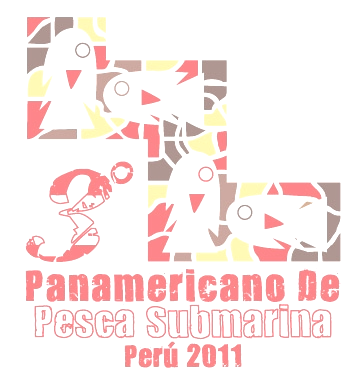 3°
Panamericano De
Pesca Submarina
Perú 2011